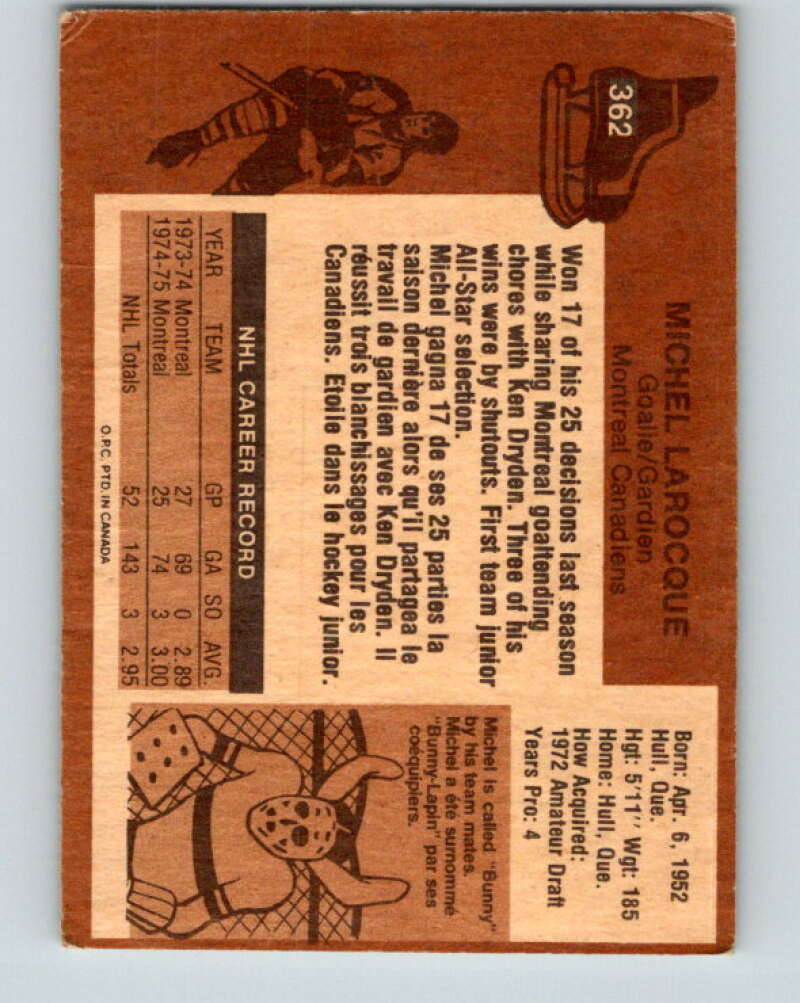 362
MICHEL LAROCQUE
Goalie/Gardien
Montreal Canadiens
Born: Apr. 6, 1952
Hull, Que.
Hgt: 5'11" Wgt: 185
Home: Hull, Que.
How Acquired:
1972 Amateur Draft
Years Pro: 4
Won 17 of his 25 decisions last season
while sharing Montreal goaltending
chores with Ken Dryden. Three of his
wins were by shutouts. First team junior
All-Star selection.
Michel gagna 17 de ses 25 parties la
saison dernière alors qu'il partagea le
travail de gardien avec Ken Dryden. Il
réussit trois blanchissages pour les
Canadiens. Etoile dans le hockey junior.
NHL CAREER RECORD
YEAR TEAM GP GA SO AVG.
1973-74 Montreal 27 69 0 2.89
1974-75 Montreal 25 74 3 3.00
NHL Totals 52 143 3 2.95
O.P.C. PTD. IN CANADA
Michel is called "Bunny"
by his team mates.
Michel a été surnommé
"Bunny-Lapin" par ses
coéquipiers.